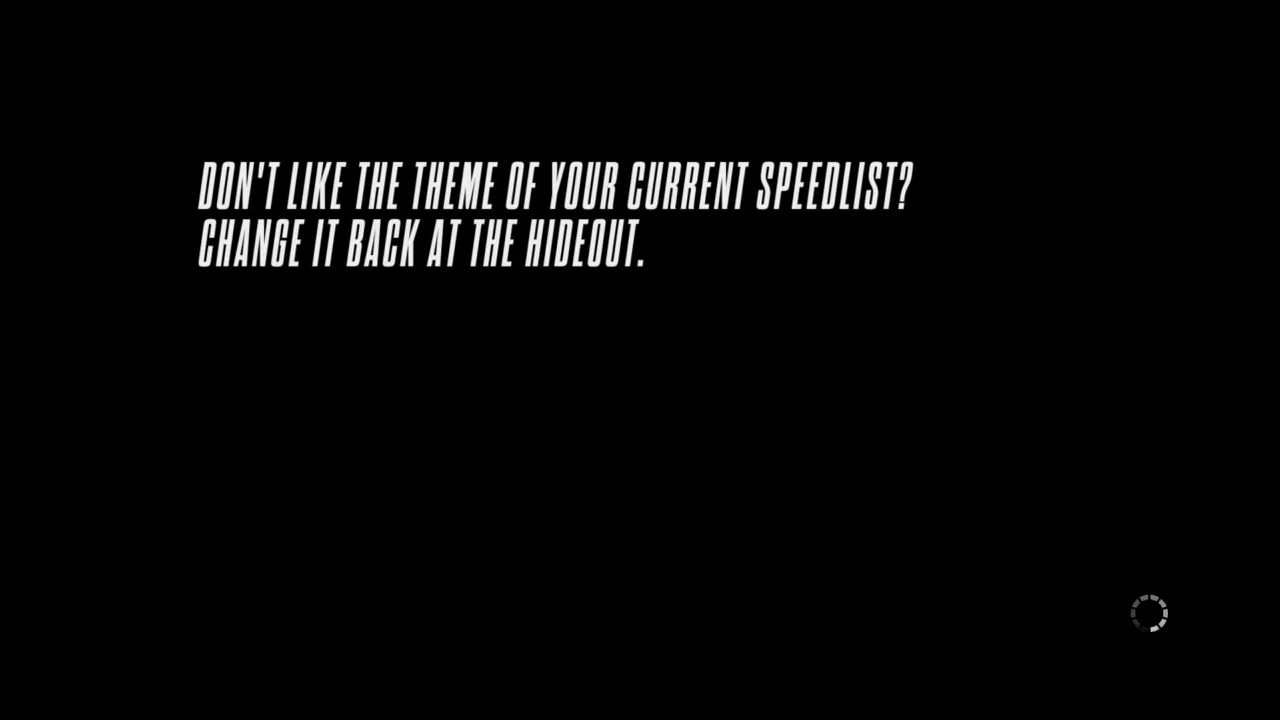 DON'T LIKE THE THEME OF YOUR CURRENT SPEEDLIST?
CHANGE IT BACK AT THE HIDEOUT.